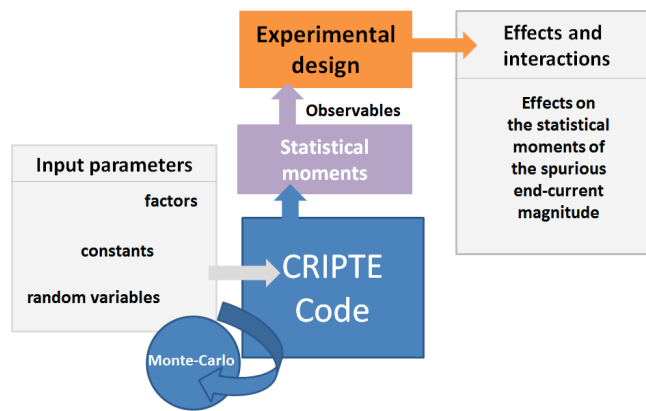 Experimental
design
Effects and
interactions
Observables
Effects on
the statistical
moments of
the spurious
end-current
magnitude
Statistical
moments
Input parameters
factors
constants
random variables
CRIPTE
Code
Monte-Carlo